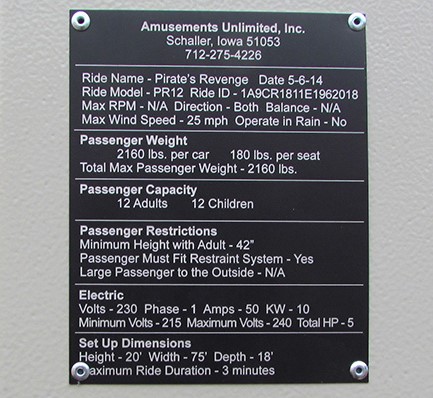 Amusements Unlimited, Inc.
Schaller, Iowa 51053
712-275-4226
Ride Name - Pirate's Revenge Date 5-6-14
Ride Model - PR12 Ride ID - 1A9CR1811E1962018
Max RPM - N/A Direction - Both Balance - N/A
Max Wind Speed - 25 mph Operate in Rain - No
Passenger Weight
2160 lbs. per car 180 lbs. per seat
Total Max Passenger Weight - 2160 lbs.
Passenger Capacity
12 Adults 12 Children
Passenger Restrictions
Minimum Height with Adult - 42"
Passenger Must Fit Restraint System - Yes
Large Passenger to the Outside - N/A
Electric
Volts - 230 Phase - 1 Amps - 50 KW - 10
Minimum Volts - 215 Maximum Volts - 240 Total HP - 5
Set Up Dimensions
Height - 20' Width - 75' Depth - 18'
Maximum Ride Duration - 3 minutes